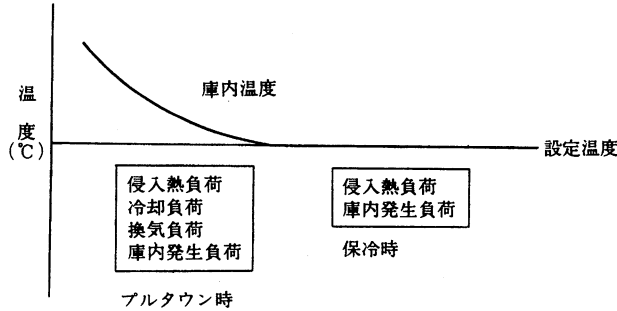 温度
(℃)
庫内温度
設定温度
侵入熱負荷
冷却負荷
換気負荷
庫内発生負荷
プルタウン時
侵入熱負荷
庫内発生負荷
保冷時